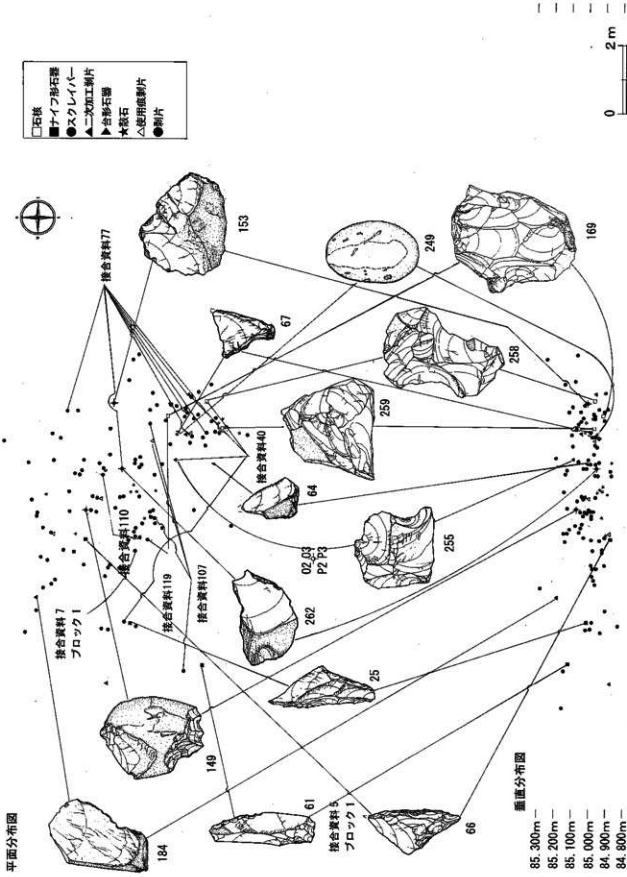 平面分布図
□石核
■ナイフ形石器
●スクレイパー
▲二次加工剥片
▶台形石器
★敲石
△使用痕剥片
●剥片
接合資料77
接合資料7
ブロック1
接合資料110
接合資料119
接合資料107
接合資料40
02 03
P2 P3
接合資料5
ブロック1
184
149
61
66
25
262
255
64
259
67
258
153
249
169
垂直分布図
85.300m
85.200m
85.100m
85.000m
84.900m
84.800m
0
2m